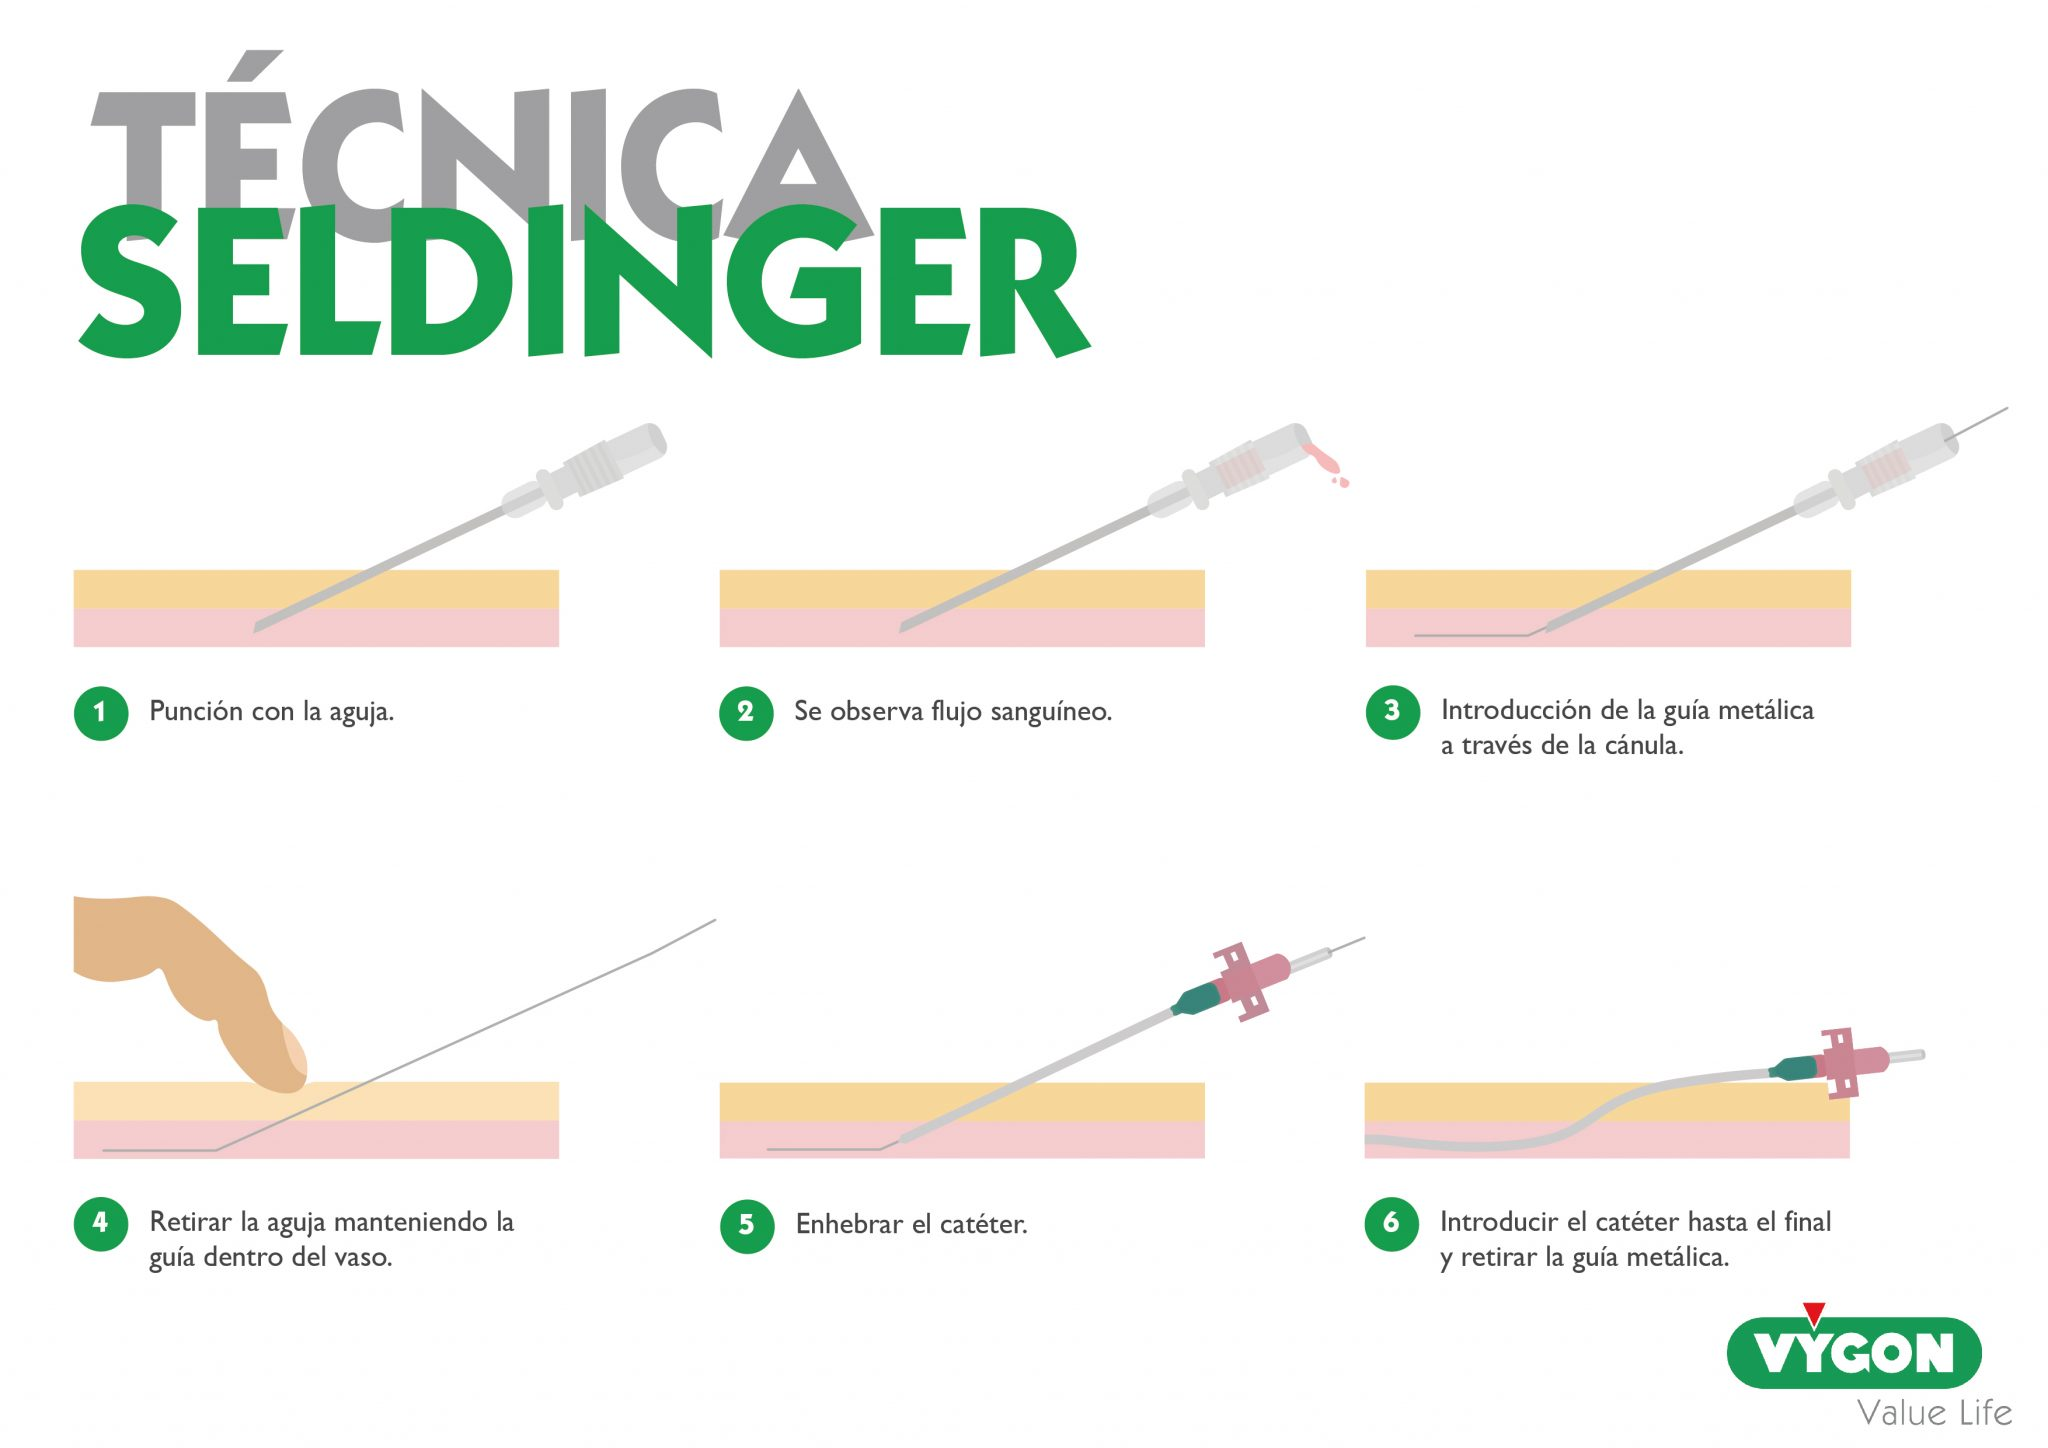 TÉCNICA
SELDINGER
1 Punción con la aguja.
2 Se observa flujo sanguíneo.
3 Introducción de la guía metálica
a través de la cánula.
4 Retirar la aguja manteniendo la
guía dentro del vaso.
5 Enhebrar el catéter.
6 Introducir el catéter hasta el final
y retirar la guía metálica.
VYGON
Value Life